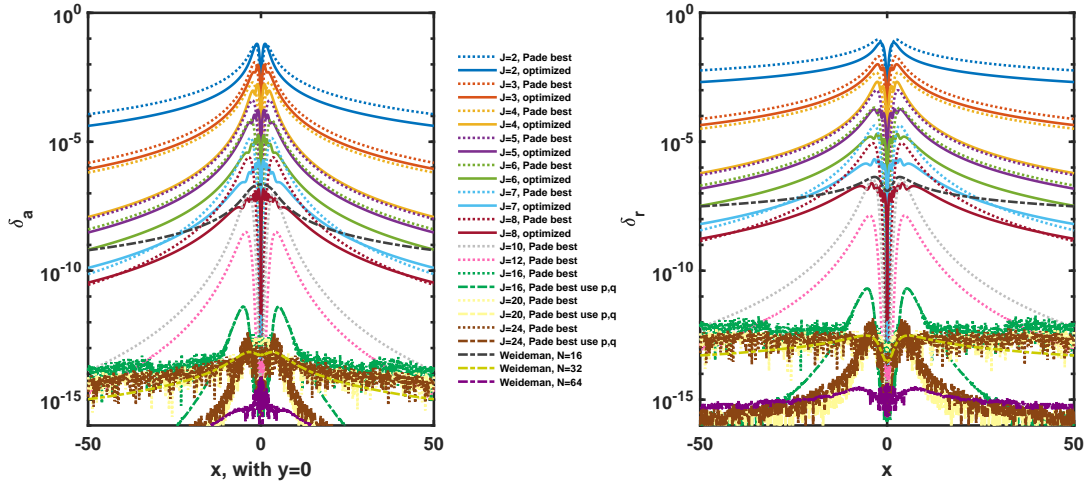 10^0
10^-5
10^-10
10^-15
δ_a
-50
0
50
x, with y=0
J=2, Pade best
J=2, optimized
J=3, Pade best
J=3, optimized
J=4, Pade best
J=4, optimized
J=5, Pade best
J=5, optimized
J=6, Pade best
J=6, optimized
J=7, Pade best
J=7, optimized
J=8, Pade best
J=8, optimized
J=10, Pade best
J=12, Pade best
J=16, Pade best
J=16, Pade best use p,q
J=20, Pade best
J=20, Pade best use p,q
J=24, Pade best
J=24, Pade best use p,q
Weideman, N=16
Weideman, N=32
Weideman, N=64
10^0
10^-5
10^-10
10^-15
δ_r
-50
0
50
x